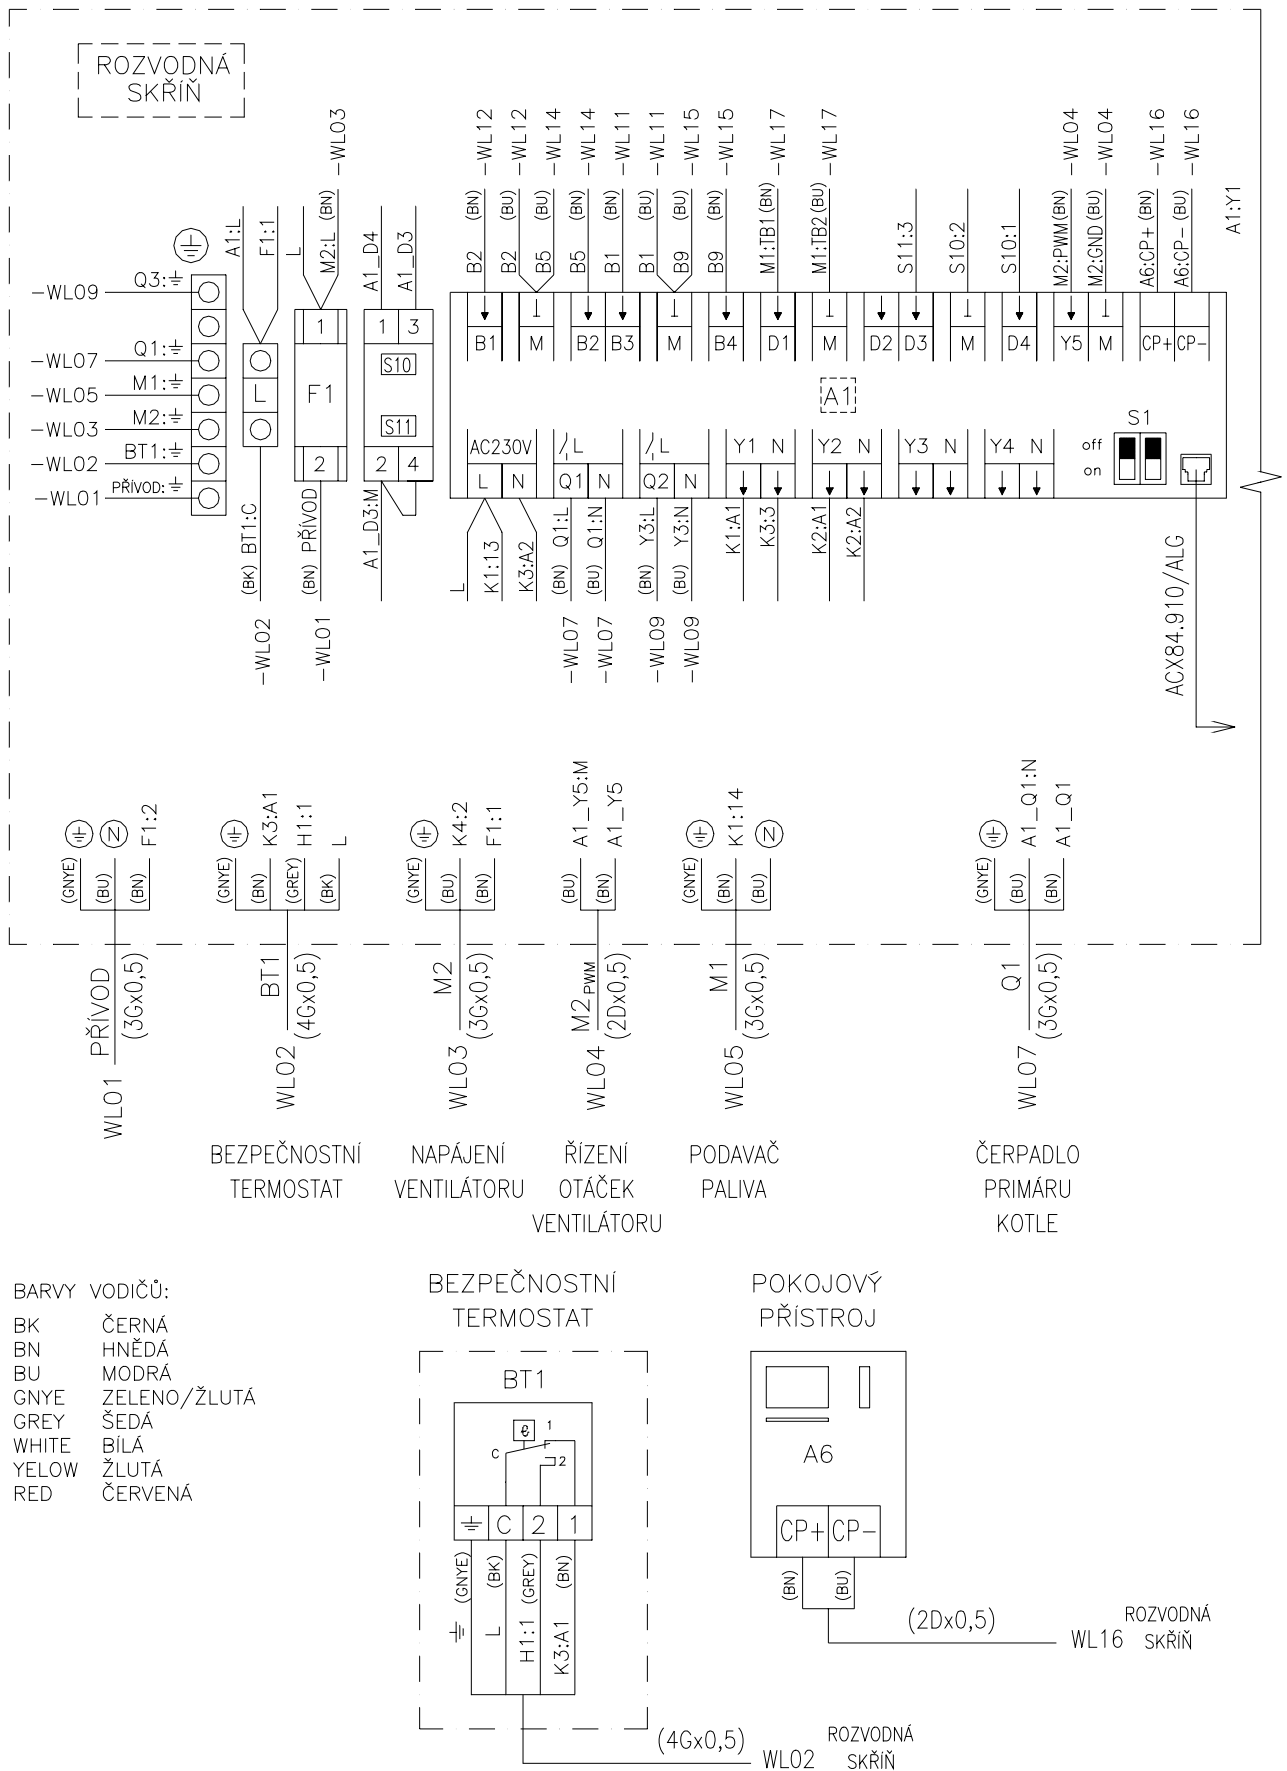 ROZVODNÁ
SKŘÍŇ
-WL09
Q3:
-WL07
Q1:
-WL05
M1:
-WL03
M2:
-WL02
BT1:
-WL01
PŘÍVOD:
A1:L
F1:1
L
(BK) BT1:C
-WL02
L
M2:L (BN)
-WL03
1
F1
2
(BN) PŘÍVOD
-WL01
A1_D4
A1_D3
1 3
S10
S11
2 4
A1_D3:M
B2 (BN) -WL12
B2 (BU) -WL12
B5 (BU) -WL14
B5 (BN) -WL14
B1 (BN) -WL11
B1 (BU) -WL11
B9 (BU) -WL15
B9 (BN) -WL15
M1:TB1 (BN) -WL17
M1:TB2 (BU) -WL17
S11:3
S10:2
S10:1
M2:PWM(BN) -WL04
M2:GND (BU) -WL04
A6:CP+ (BN) -WL16
A6:CP- (BU) -WL16
A1:Y1
B1 M B2 B3 M B4 D1 M D2 D3 M D4 Y5 M CP+ CP-
A1
S1
off
on
AC230V
L N
L
Q1 N
L
Q2 N
Y1 N
Y2 N
Y3 N
Y4 N
L
K1:13
K3:A2
(BN) Q1:L
-WL07
(BU) Q1:N
-WL07
(BN) Y3:L
-WL09
(BU) Y3:N
-WL09
K1:A1
K3:3
K2:A1
K2:A2
ACX84.910/ALG
N
F1:2
(GNYE)
(BU)
(BN)
PŘÍVOD
(3Gx0,5)
WL01
K3:A1
H1:1
L
(GNYE)
(BN)
(GREY)
(BK)
BT1
(4Gx0,5)
WL02
K4:2
F1:1
(GNYE)
(BU)
(BN)
M2
(3Gx0,5)
WL03
A1_Y5:M
A1_Y5
(BU)
(BN)
M2 PWM
(2Dx0,5)
WL04
K1:14
N
(GNYE)
(BN)
(BU)
M1
(3Gx0,5)
WL05
A1_Q1:N
A1_Q1
(GNYE)
(BU)
(BN)
Q1
(3Gx0,5)
WL07
BEZPEČNOSTNÍ
TERMOSTAT
NAPÁJENÍ
VENTILÁTORU
ŘÍZENÍ
OTÁČEK
VENTILÁTORU
PODAVAČ
PALIVA
ČERPADLO
PRIMÁRU
KOTLE
BARVY VODIČŮ:
BK ČERNÁ
BN HNĚDÁ
BU MODRÁ
GNYE ZELENO/ŽLUTÁ
GREY ŠEDÁ
WHITE BÍLÁ
YELOW ŽLUTÁ
RED ČERVENÁ
BEZPEČNOSTNÍ
TERMOSTAT
BT1
1
C
2
C 2 1
(GNYE)
L (BK)
H1:1 (GREY)
K3:A1 (BN)
(4Gx0,5)
WL02
ROZVODNÁ
SKŘÍŇ
POKOJOVÝ
PŘÍSTROJ
A6
CP+ CP-
(BN)
(BU)
(2Dx0,5)
WL16
ROZVODNÁ
SKŘÍŇ